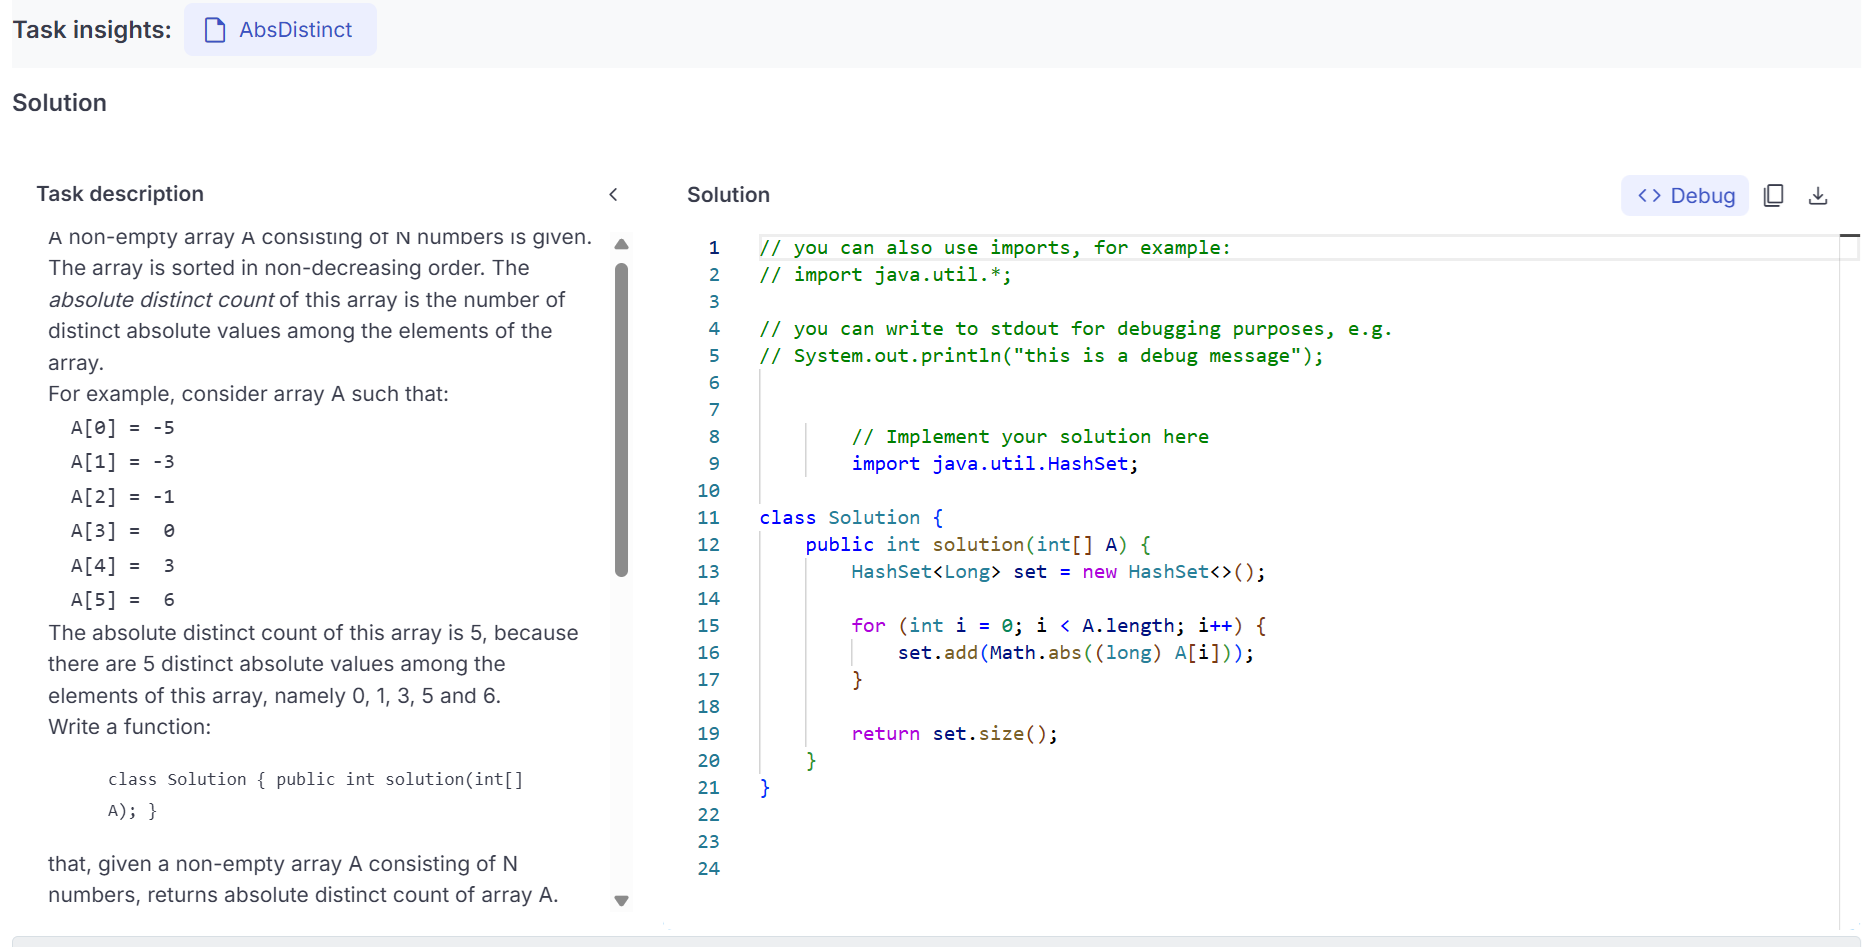 Task insights: AbsDistinct
Solution
Task description
A non-empty array A consisting of N numbers is given.
The array is sorted in non-decreasing order. The
absolute distinct count of this array is the number of
distinct absolute values among the elements of the
array.
For example, consider array A such that:
A[0] = -5
A[1] = -3
A[2] = -1
A[3] =  0
A[4] =  3
A[5] =  6
The absolute distinct count of this array is 5, because
there are 5 distinct absolute values among the
elements of this array, namely 0, 1, 3, 5 and 6.
Write a function:
class Solution { public int solution(int[]
A); }
that, given a non-empty array A consisting of N
numbers, returns absolute distinct count of array A.
Solution
<> Debug
1 // you can also use imports, for example:
2 // import java.util.*;
3
4 // you can write to stdout for debugging purposes, e.g.
5 // System.out.println("this is a debug message");
6
7
8         // Implement your solution here
9         import java.util.HashSet;
10
11 class Solution {
12     public int solution(int[] A) {
13         HashSet<Long> set = new HashSet<>();
14
15         for (int i = 0; i < A.length; i++) {
16             set.add(Math.abs((long) A[i]));
17         }
18
19         return set.size();
20     }
21 }
22
23
24